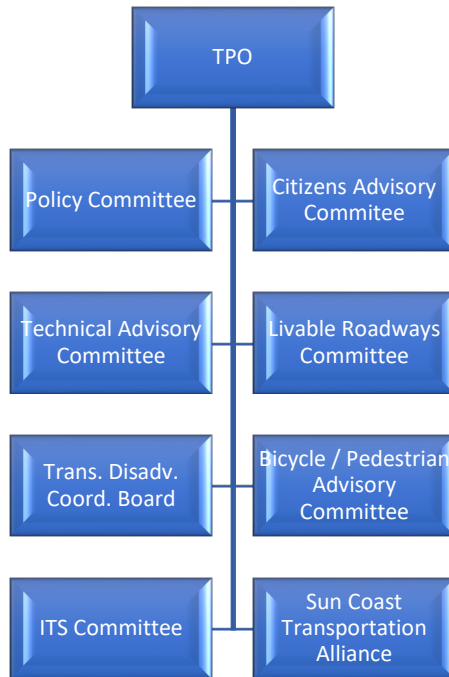 TPO
Policy Committee
Citizens Advisory
Commitee
Technical Advisory
Committee
Livable Roadways
Committee
Trans. Disadv.
Coord. Board
Bicycle / Pedestrian
Advisory
Committee
ITS Committee
Sun Coast
Transportation
Alliance